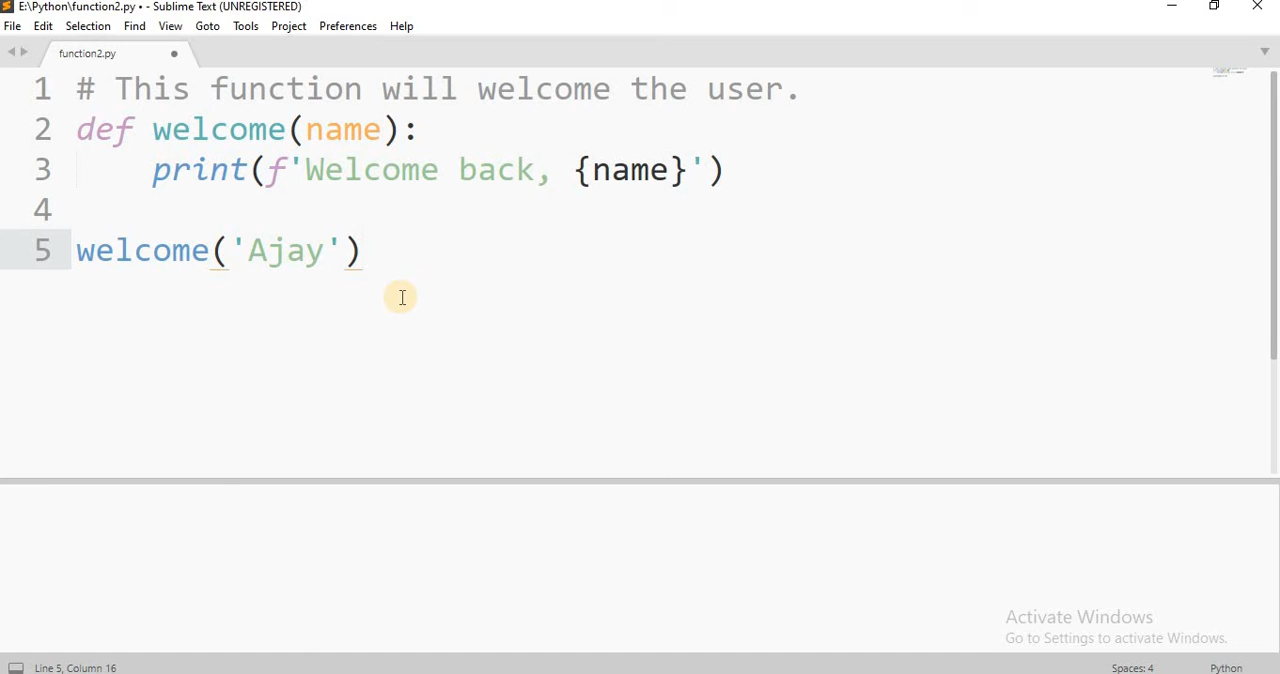 E:\Python\function2.py • - Sublime Text (UNREGISTERED)
File Edit Selection Find View Goto Tools Project Preferences Help
function2.py
1 # This function will welcome the user.
2 def welcome(name):
3     print(f'Welcome back, {name}')
4
5 welcome('Ajay')
Activate Windows
Go to Settings to activate Windows.
Line 5, Column 16 Spaces: 4 Python